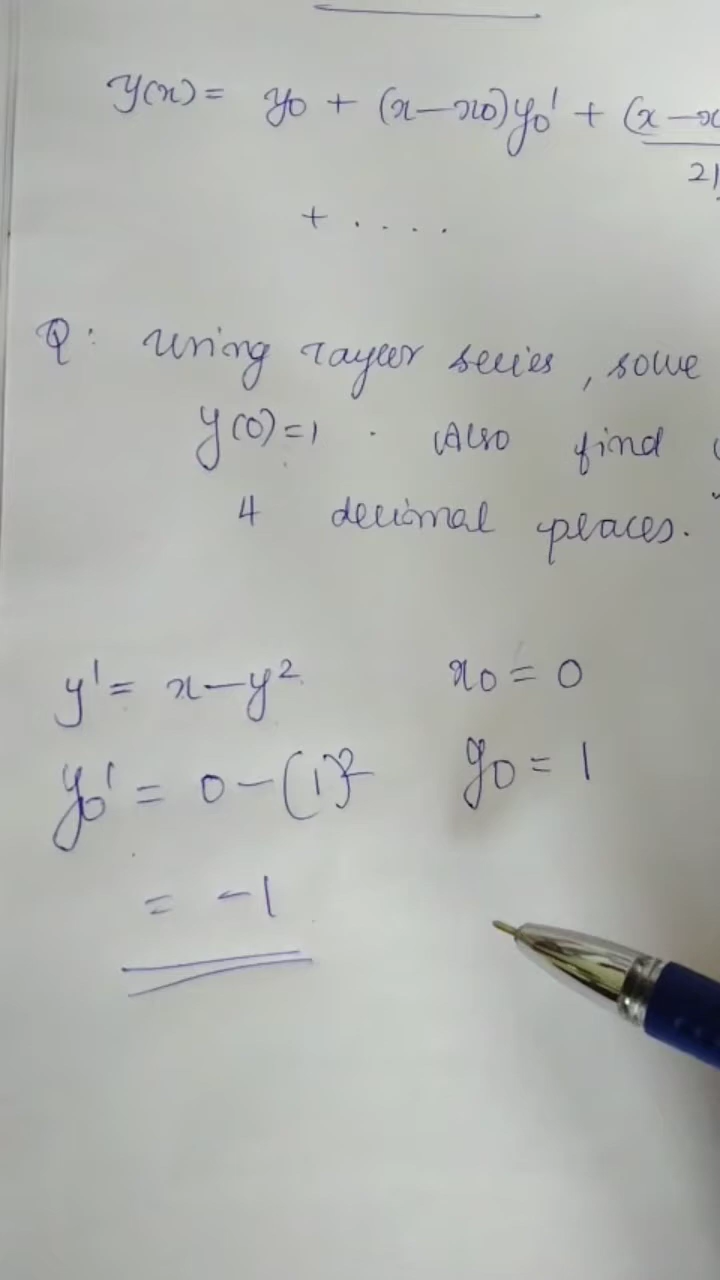 y(x) = y0 + (x-x0)y0' + (x-x
2!
+ ....
Q: Using Taylor series, solve
y(0)=1 . Also find
4 decimal places.
y' = x-y² x0 = 0
y0' = 0-(1)² y0 = 1
= -1